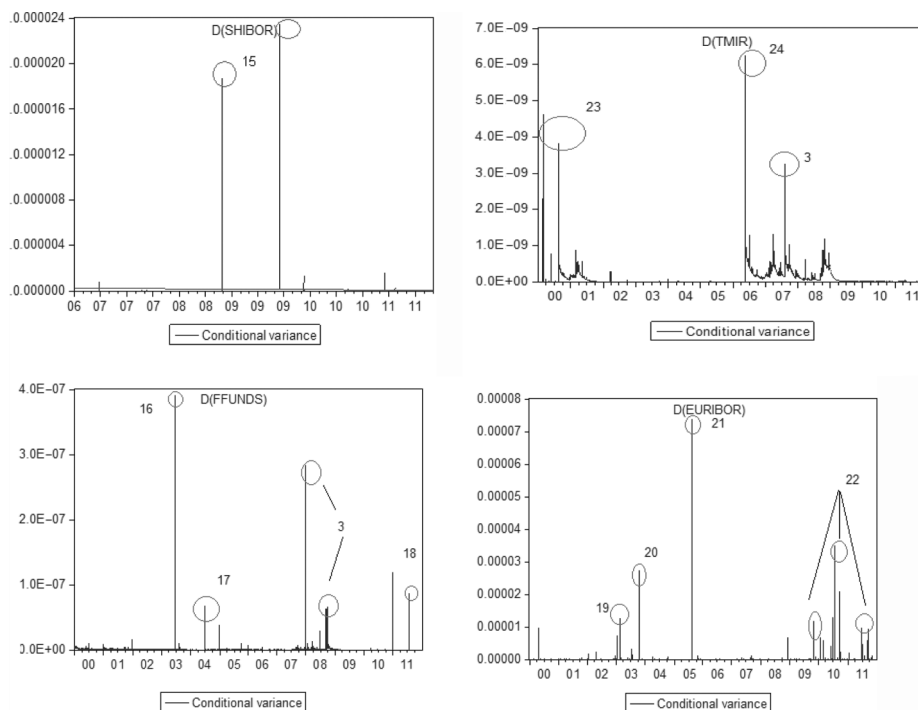 .0.000024
.0.000020
.0.000016
.0.000012
.0.000008
.0.000004
.0.000000
D(SHIBOR)
15
06 07 07 07 08 08 09 09 10 10 11 11
Conditional variance
7.0E-09
6.0E-09
5.0E-09
4.0E-09
3.0E-09
2.0E-09
1.0E-09
0.0E+00
D(TMIR)
23
24
3
00 01 02 03 04 05 06 07 08 09 10 11
Conditional variance
4.0E-07
3.0E-07
2.0E-07
1.0E-07
0.0E+00
D(FFUNDS)
16
17
3
18
00 01 02 03 04 05 06 07 08 09 10 11
Conditional variance
0.00008
0.00007
0.00006
0.00005
0.00004
0.00003
0.00002
0.00001
0.00000
D(EURIBOR)
19
20
21
22
00 01 02 03 04 05 06 07 08 09 10 11
Conditional variance